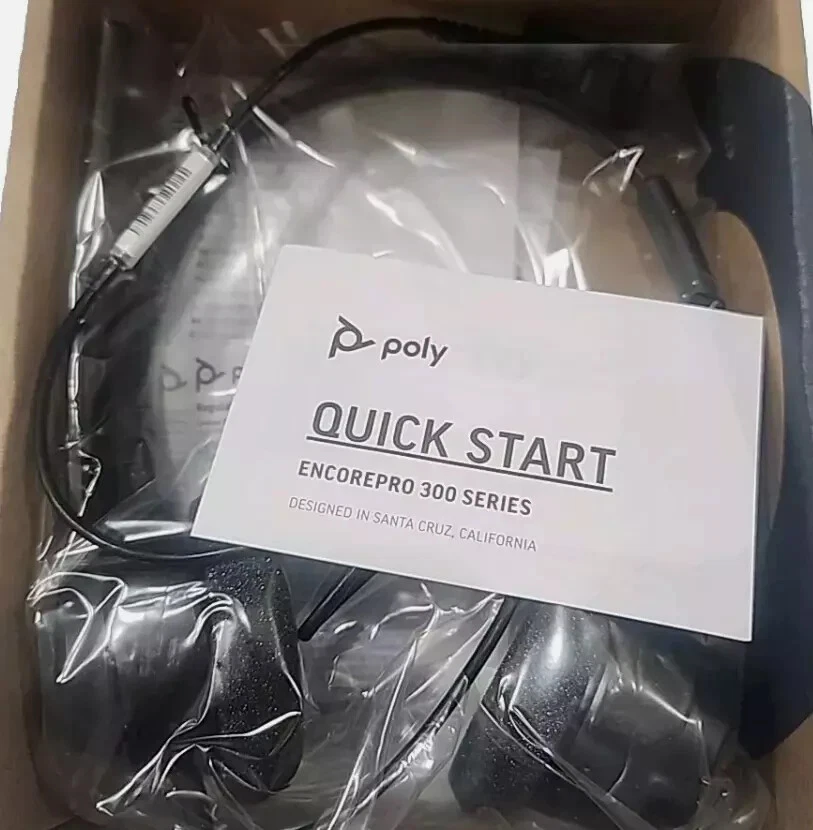 poly
QUICK START
ENCOREPRO 300 SERIES
DESIGNED IN SANTA CRUZ, CALIFORNIA